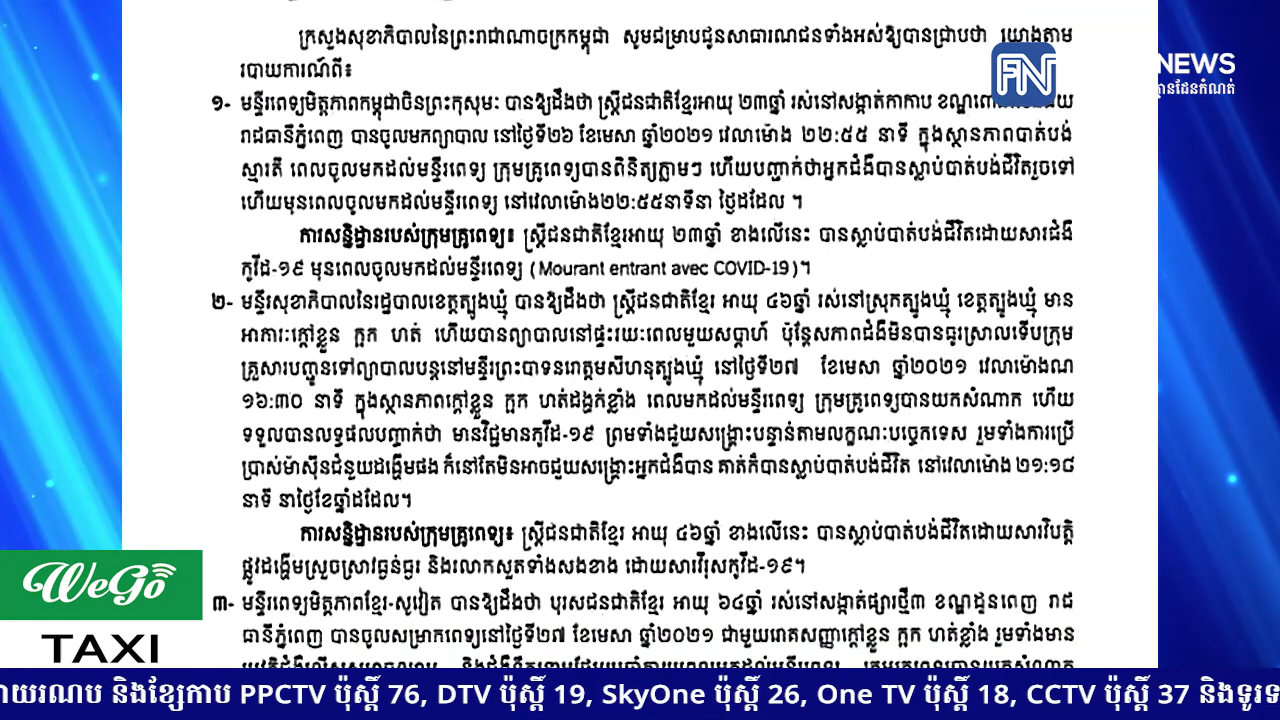 ក្រសួងសុខាភិបាលនៃព្រះរាជាណាចក្រកម្ពុជា សូមជម្រាបជូនសាធារណជនទាំងអស់ឱ្យបានជ្រាបថា យោងតាម
របាយការណ៍ពី៖
១- មន្ទីរពេទ្យមិត្តភាពកម្ពុជាចិនព្រះកុសុមៈ បានឱ្យដឹងថា ស្ត្រីជនជាតិខ្មែរអាយុ ២៣ឆ្នាំ រស់នៅសង្កាត់កាកាប ខណ្ឌ
រាជធានីភ្នំពេញ បានចូលមកព្យាបាល នៅថ្ងៃទី២៦ ខែមេសា ឆ្នាំ២០២១ វេលាម៉ោង ២២:៥៥ នាទី ក្នុងស្ថានភាពបាត់បង់
ស្មារតី ពេលចូលមកដល់មន្ទីរពេទ្យ ក្រុមគ្រូពេទ្យបានពិនិត្យភ្លាមៗ ហើយបញ្ជាក់ថាអ្នកជំងឺបានស្លាប់បាត់បង់ជីវិតរួចទៅ
ហើយមុនពេលចូលមកដល់មន្ទីរពេទ្យ នៅវេលាម៉ោង២២:៥៥នាទីនា ថ្ងៃដដែល ។
ការសន្និដ្ឋានរបស់ក្រុមគ្រូពេទ្យ៖ ស្ត្រីជនជាតិខ្មែរអាយុ ២៣ឆ្នាំ ខាងលើនេះ បានស្លាប់បាត់បង់ជីវិតដោយសារជំងឺ
កូវីដ-១៩ មុនពេលចូលមកដល់មន្ទីរពេទ្យ (Mourant entrant avec COVID-19)។
២- មន្ទីរសុខាភិបាលនៃរដ្ឋបាលខេត្តត្បូងឃ្មុំ បានឱ្យដឹងថា ស្ត្រីជនជាតិខ្មែរ អាយុ ៤៦ឆ្នាំ រស់នៅស្រុកត្បូងឃ្មុំ ខេត្តត្បូងឃ្មុំ មាន
អាការៈក្តៅខ្លួន ក្អក ហត់ ហើយបានព្យាបាលនៅផ្ទះរយៈពេលមួយសប្តាហ៍ ប៉ុន្តែសភាពជំងឺមិនបានធូរស្រាលទើបក្រុម
គ្រួសារបញ្ជូនទៅព្យាបាលបន្តនៅមន្ទីរព្រះបាទនរោត្តមសីហនុត្បូងឃ្មុំ នៅថ្ងៃទី២៧ ខែមេសា ឆ្នាំ២០២១ វេលាម៉ោងណ
១៦:៣០ នាទី ក្នុងស្ថានភាពក្តៅខ្លួន ក្អក ហត់ដង្ហក់ខ្លាំង ពេលមកដល់មន្ទីរពេទ្យ ក្រុមគ្រូពេទ្យបានយកសំណាក ហើយ
ទទួលបានលទ្ធផលបញ្ជាក់ថា មានវិជ្ជមានកូវីដ-១៩ ព្រមទាំងជួយសង្គ្រោះបន្ទាន់តាមលក្ខណៈបច្ចេកទេស រួមទាំងការប្រើ
ប្រាស់ម៉ាស៊ីនជំនួយដង្ហើមផង ក៏នៅតែមិនអាចជួយសង្គ្រោះអ្នកជំងឺបាន គាត់ក៏បានស្លាប់បាត់បង់ជីវិត នៅវេលាម៉ោង ២១:១៨
នាទី នាថ្ងៃខែឆ្នាំដដែល។
ការសន្និដ្ឋានរបស់ក្រុមគ្រូពេទ្យ៖ ស្ត្រីជនជាតិខ្មែរ អាយុ ៤៦ឆ្នាំ ខាងលើនេះ បានស្លាប់បាត់បង់ជីវិតដោយសារវិបត្តិ
ផ្លូវដង្ហើមស្រួចស្រាវធ្ងន់ធ្ងរ និងរលាកសួតទាំងសងខាង ដោយសារវីរុសកូវីដ-១៩។
៣- មន្ទីរពេទ្យមិត្តភាពខ្មែរ-សូវៀត បានឱ្យដឹងថា បុរសជនជាតិខ្មែរ អាយុ ៦៤ឆ្នាំ រស់នៅសង្កាត់ផ្សារថ្មី៣ ខណ្ឌដូនពេញ រាជ
ធានីភ្នំពេញ បានចូលសម្រាកពេទ្យនៅថ្ងៃទី២៧ ខែមេសា ឆ្នាំ២០២១ ជាមួយរោគសញ្ញាក្តៅខ្លួន ក្អក ហត់ខ្លាំង រួមទាំងមាន
FN
NEWS
ដែនកំណត់
WeGo
TAXI
និងខ្សែកាប PPCTV ប៉ុស្តិ៍ 76, DTV ប៉ុស្តិ៍ 19, SkyOne ប៉ុស្តិ៍ 26, One TV ប៉ុស្តិ៍ 18, CCTV ប៉ុស្តិ៍ 37